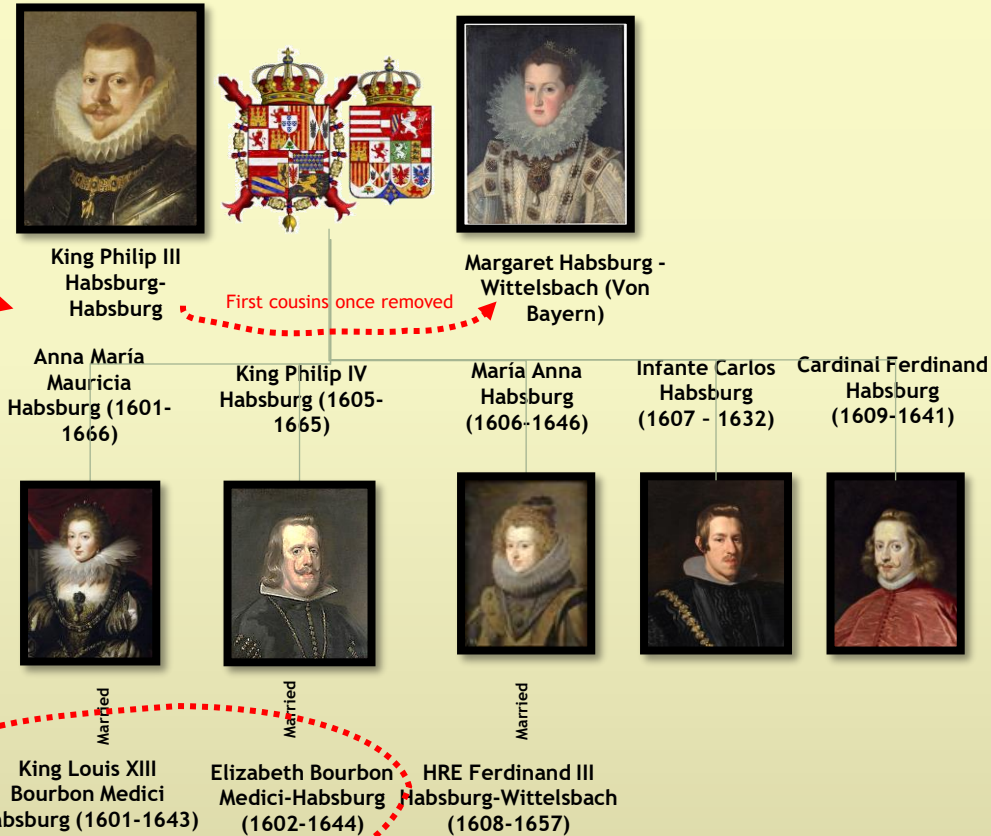 King Philip III
Habsburg-
Habsburg
First cousins once removed
Margaret Habsburg -
Wittelsbach (Von
Bayern)
Anna María
Mauricia
Habsburg (1601-
1666)
King Philip IV
Habsburg (1605-
1665)
María Anna
Habsburg
(1606-1646)
Infante Carlos
Habsburg
(1607 – 1632)
Cardinal Ferdinand
Habsburg
(1609-1641)
Married
Married
Married
King Louis XIII
Bourbon Medici
absburg (1601-1643)
Elizabeth Bourbon
Medici-Habsburg
(1602-1644)
HRE Ferdinand III
Habsburg-Wittelsbach
(1608-1657)